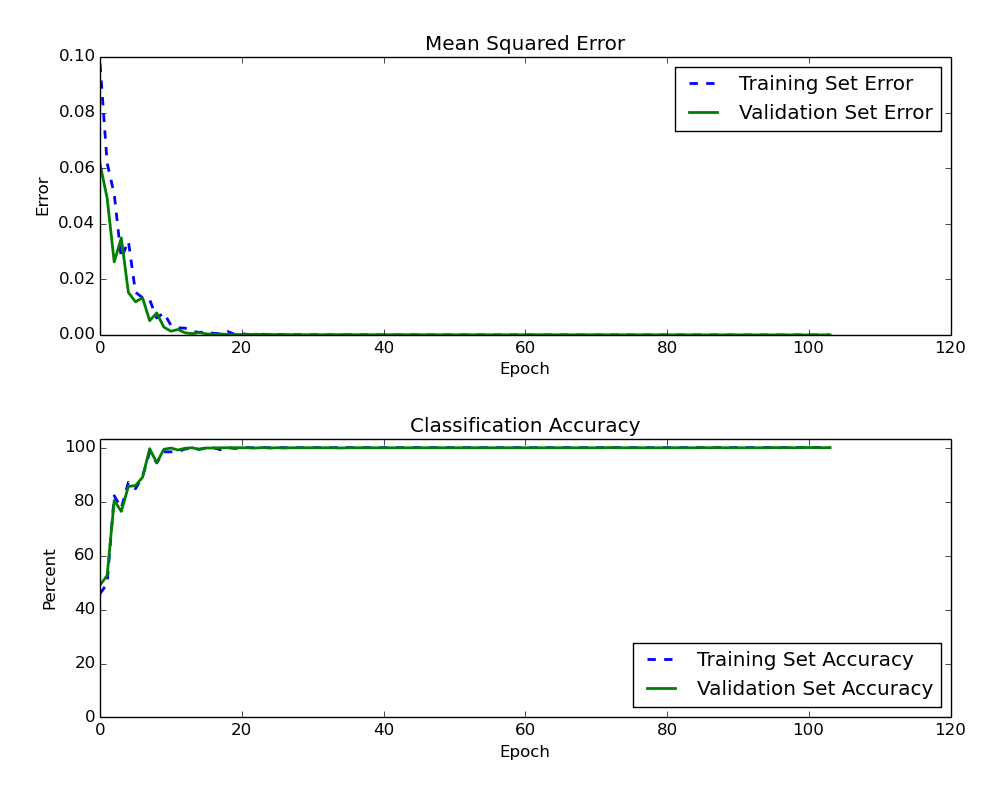 Mean Squared Error
0.10
0.08
0.06
0.04
0.02
0.00
Error
Training Set Error
Validation Set Error
0 20 40 60 80 100 120
Epoch
Classification Accuracy
100
80
60
40
20
0
Percent
Training Set Accuracy
Validation Set Accuracy
0 20 40 60 80 100 120
Epoch